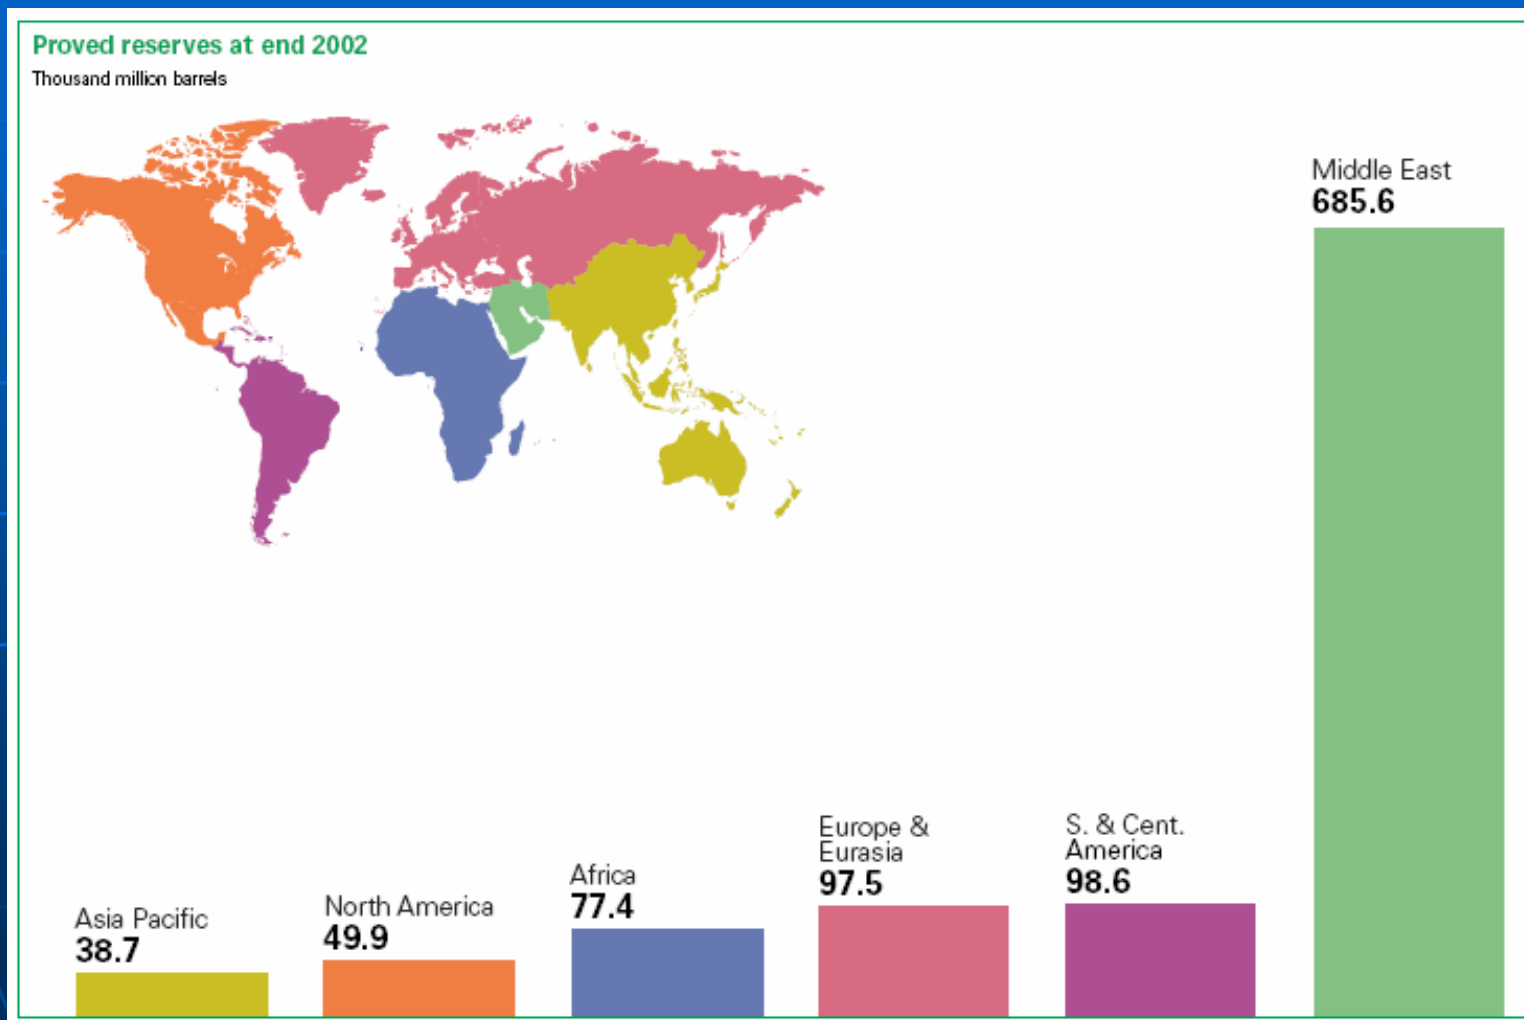 Proved reserves at end 2002
Thousand million barrels
Middle East
685.6
Europe &
Eurasia
97.5
S. & Cent.
America
98.6
Africa
77.4
North America
49.9
Asia Pacific
38.7